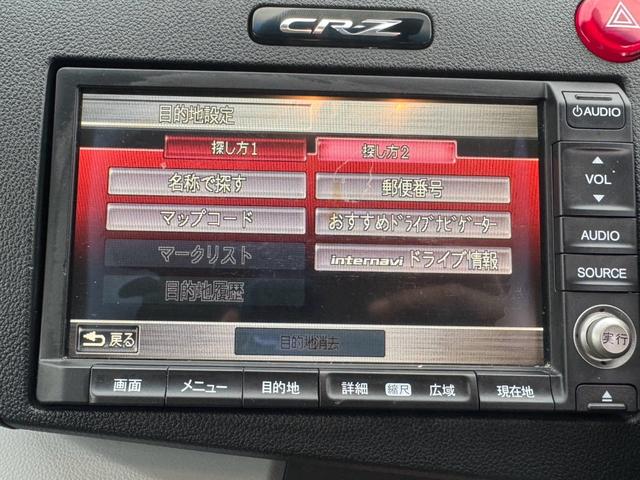 CR-Z
目的地設定
探し方1 探し方2
名称で探す 郵便番号
マップコード おすすめドライブナビゲーター
マークリスト internavi ドライブ情報
目的地履歴
戻る 目的地消去
AUDIO
VOL
AUDIO
SOURCE
実行
画面 メニュー 目的地 詳細 縮尺 広域 現在地